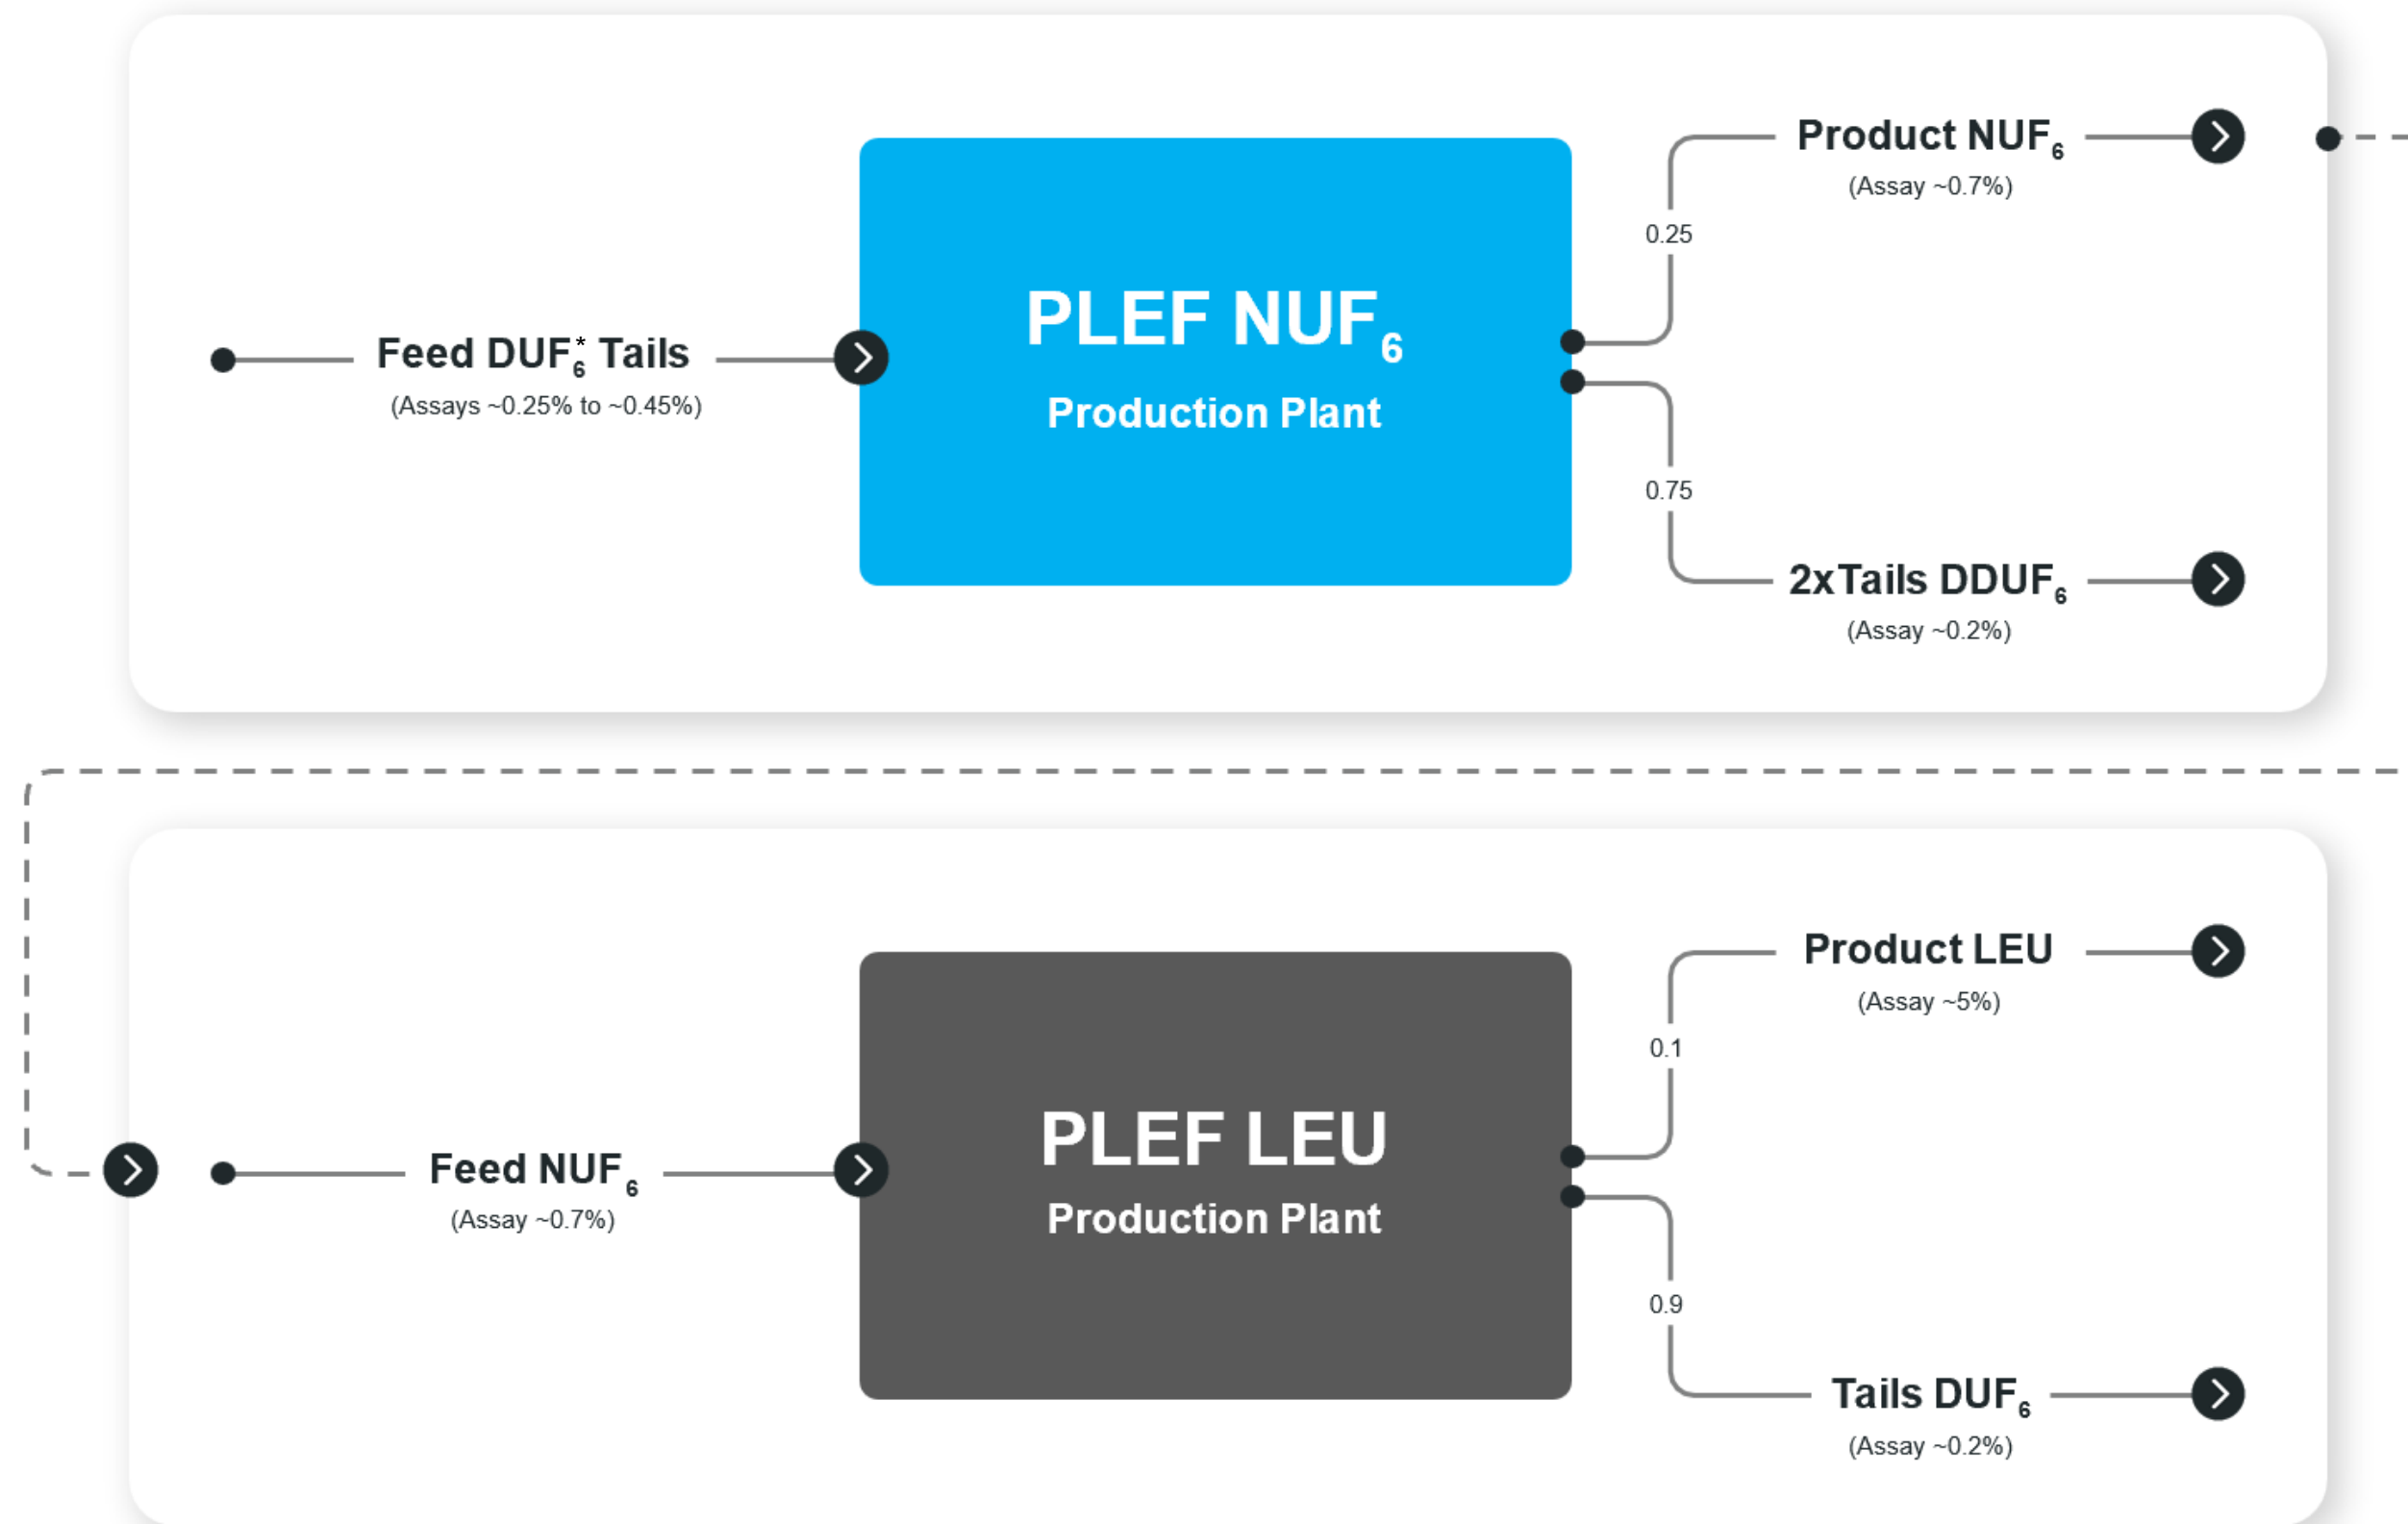 Product NUF₆
(Assay ~0.7%)
0.25
PLEF NUF₆
Production Plant
Feed DUF₆* Tails
(Assays ~0.25% to ~0.45%)
0.75
2xTails DDUF₆
(Assay ~0.2%)
Product LEU
(Assay ~5%)
0.1
PLEF LEU
Production Plant
Feed NUF₆
(Assay ~0.7%)
0.9
Tails DUF₆
(Assay ~0.2%)